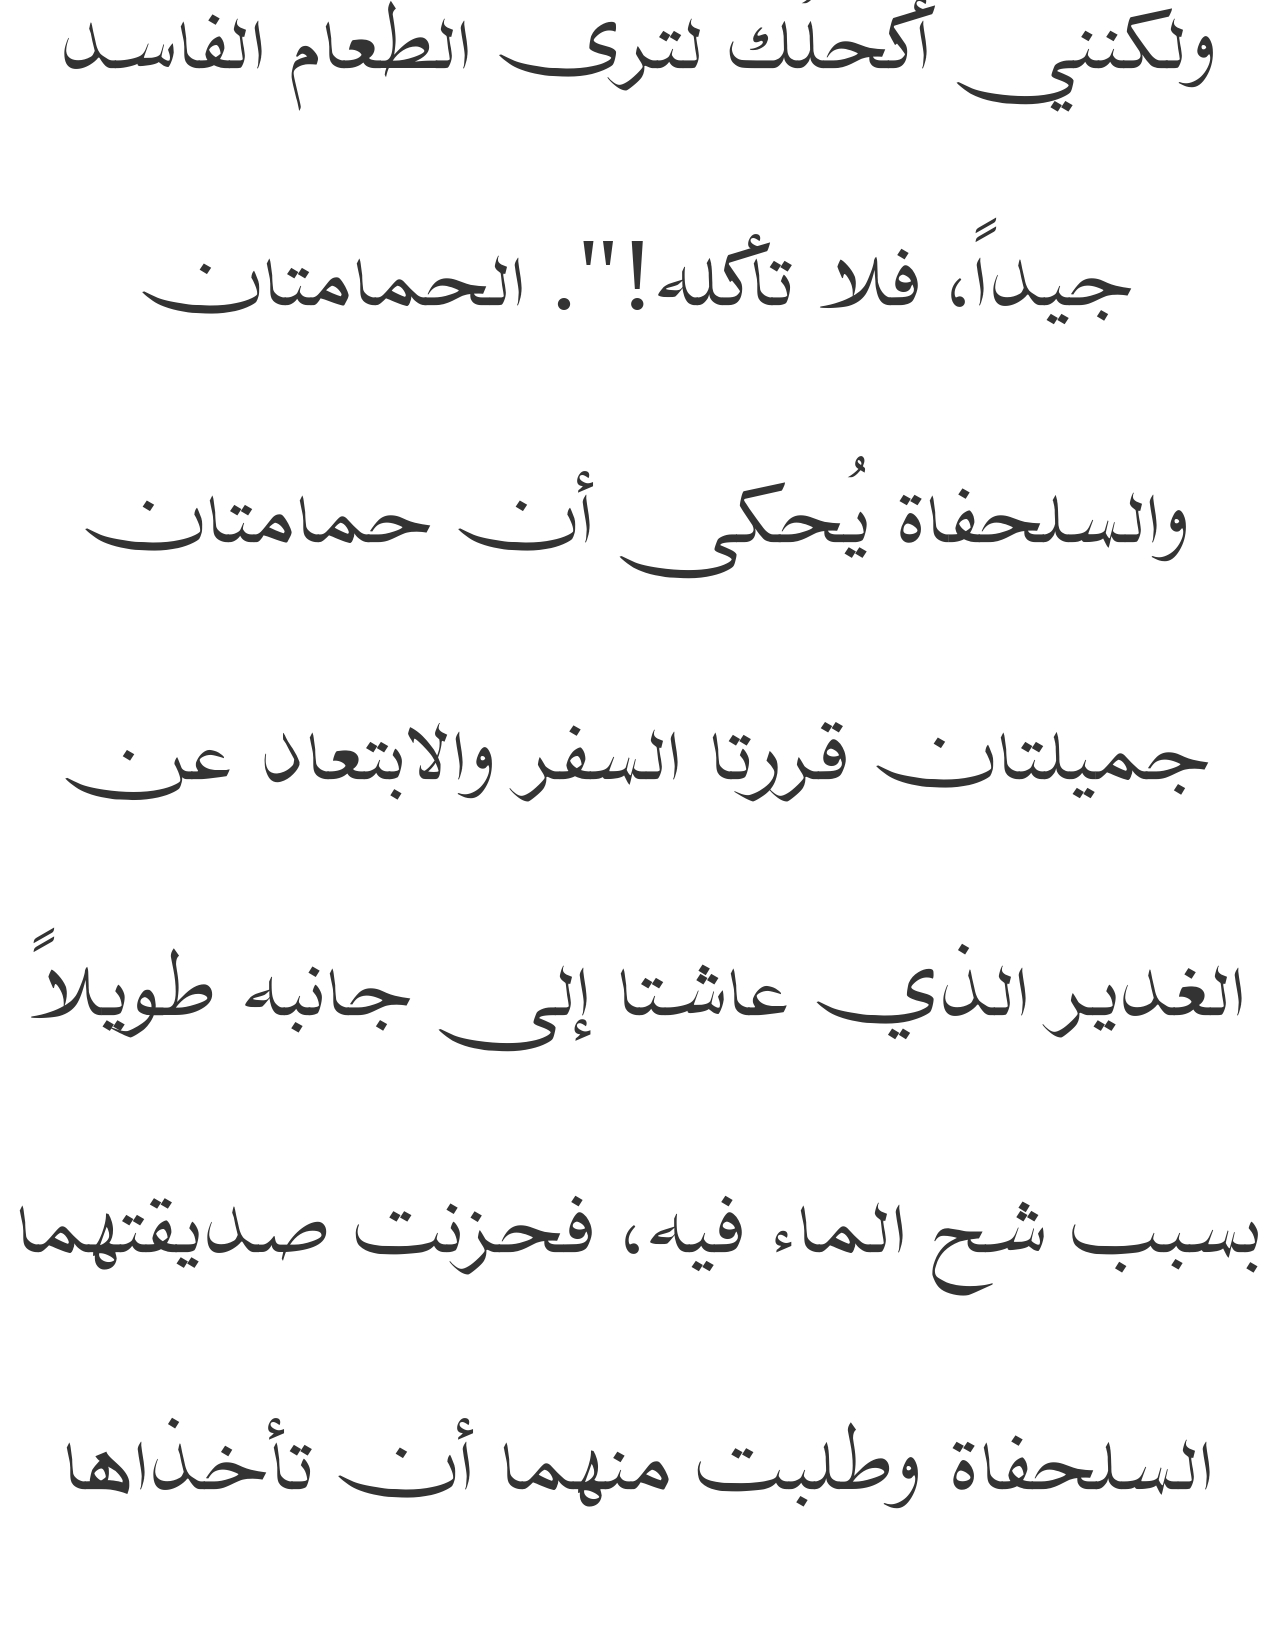 ولكنني أكحلُك لترى الطعام الفاسد
جيداً، فلا تأكله!". الحمامتان
والسلحفاة يُحكى أن حمامتان
جميلتان قررتا السفر والابتعاد عن
الغدير الذي عاشتا إلى جانبه طويلاً
بسبب شح الماء فيه، فحزنت صديقتهما
السلحفاة وطلبت منهما أن تأخذاها